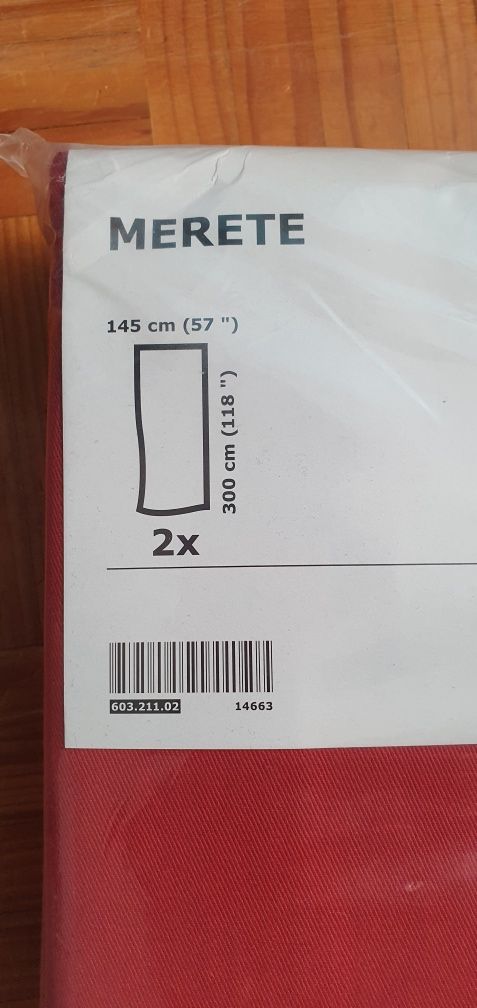 MERETE
145 cm (57 ")
300 cm (118 ")
2x
603.211.02 14663